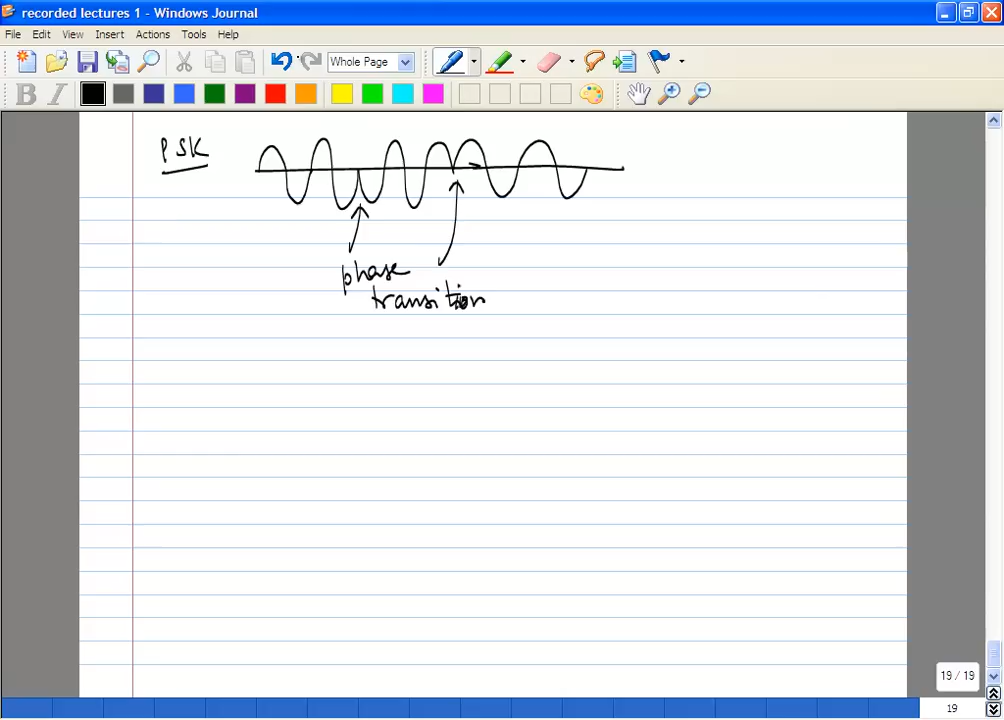 recorded lectures 1 - Windows Journal
File Edit View Insert Actions Tools Help
Whole Page
B I
PSK
phase
transition
19 / 19
19